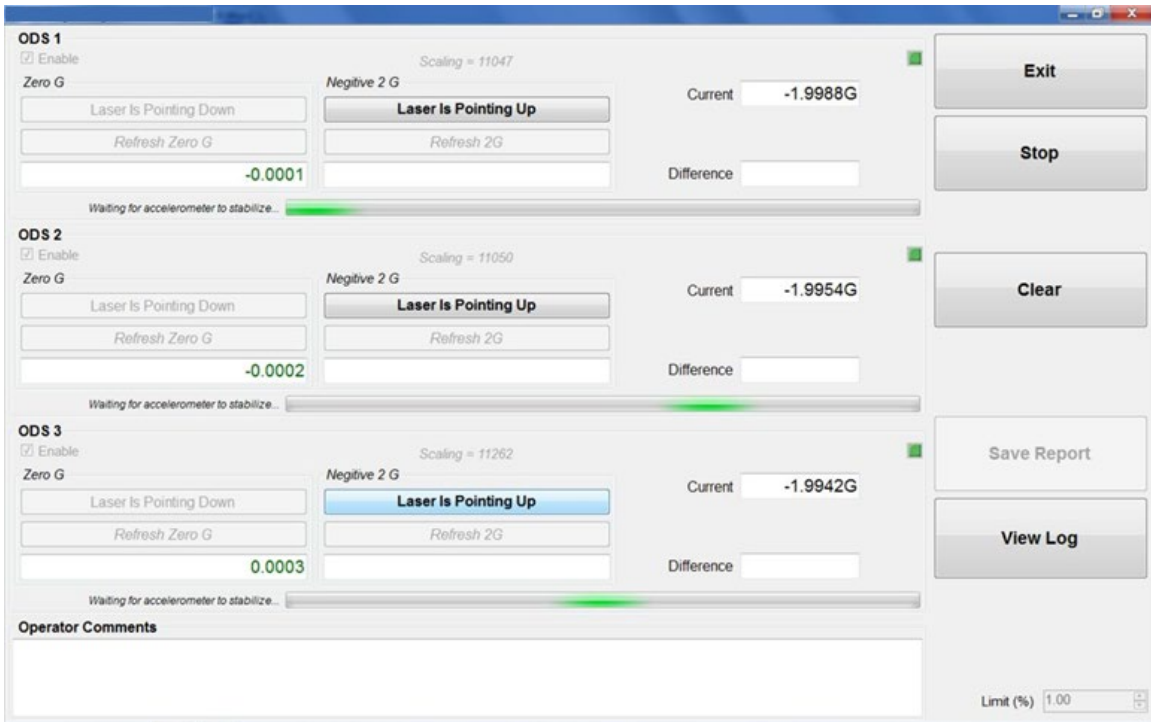 ODS 1
Enable
Scaling = 11047
Zero G
Negitive 2 G
Laser Is Pointing Down
Laser Is Pointing Up
Current -1.9988G
Refresh Zero G
Refresh 2G
-0.0001
Difference
Waiting for accelerometer to stabilize...
ODS 2
Enable
Scaling = 11050
Zero G
Negitive 2 G
Laser Is Pointing Down
Laser Is Pointing Up
Current -1.9954G
Refresh Zero G
Refresh 2G
-0.0002
Difference
Waiting for accelerometer to stabilize...
ODS 3
Enable
Scaling = 11262
Zero G
Negitive 2 G
Laser Is Pointing Down
Laser Is Pointing Up
Current -1.9942G
Refresh Zero G
Refresh 2G
0.0003
Difference
Waiting for accelerometer to stabilize...
Operator Comments
Exit
Stop
Clear
Save Report
View Log
Limit (%) 1.00